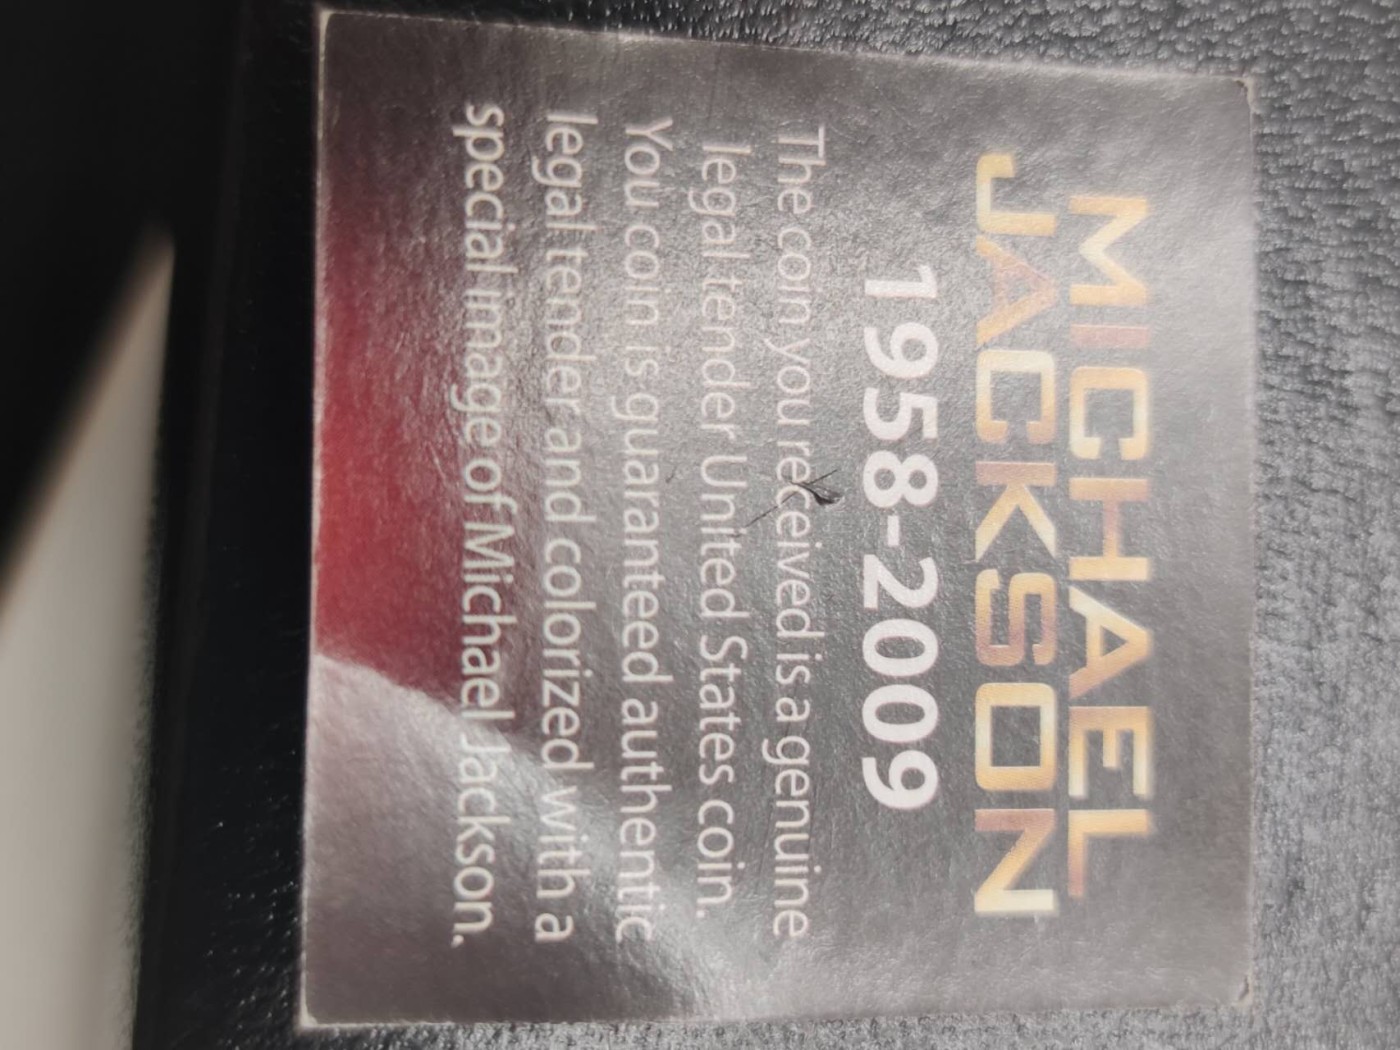 MICHAEL
JACKSON
1958-2009
The coin you received is a genuine
legal tender United States coin.
You coin is guaranteed authentic
legal tender and colorized with a
special image of Michael Jackson.